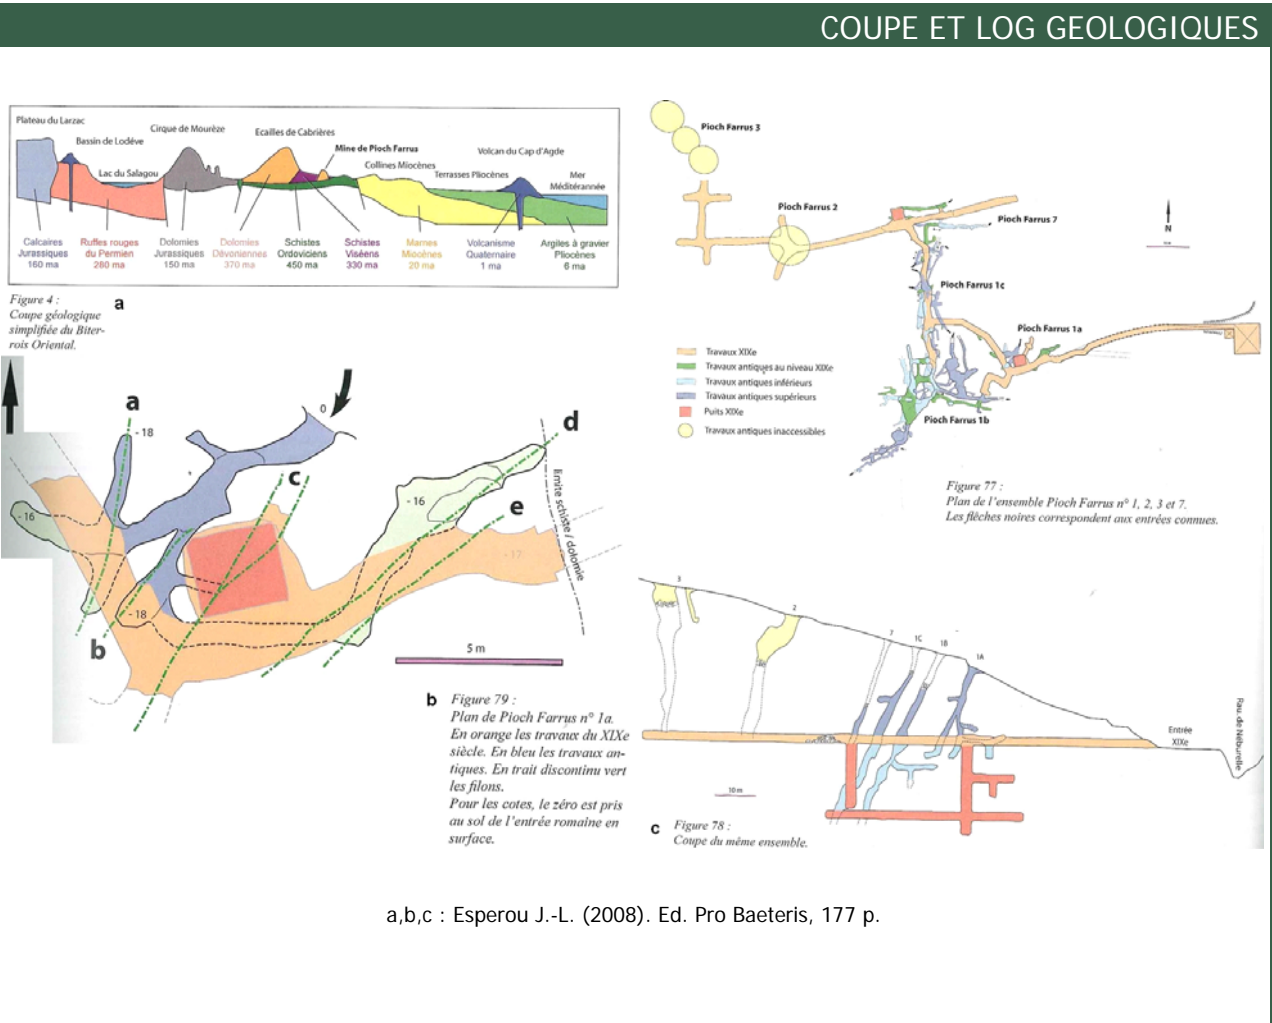 COUPE ET LOG GEOLOGIQUES
Plateau du Larzac
Bassin de Lodève
Cirque de Mourèze
Lac du Salagou
Ecailles de Cabrières
Mine de Pioch Farrus
Collines Miocènes
Terrasses Pliocènes
Volcan du Cap d'Agde
Mer
Méditérannée
Calcaires
Jurassiques
160 ma
Ruffes rouges
du Permien
280 ma
Dolomies
Jurassiques
150 ma
Dolomies
Dévoniennes
370 ma
Schistes
Ordoviciens
450 ma
Schistes
Viséens
330 ma
Marnes
Miocènes
20 ma
Volcanisme
Quaternaire
1 ma
Argiles à gravier
Pliocènes
6 ma
Figure 4 :
Coupe géologique
simplifiée du Biter-
rois Oriental.
a
a
- 18
0
c
d
- 16
- 16
e
- 17
limite schiste / dolomie
- 18
b
5 m
b
Figure 79 :
Plan de Pioch Farrus n° 1a.
En orange les travaux du XIXe
siècle. En bleu les travaux an-
tiques. En trait discontinu vert
les filons.
Pour les cotes, le zéro est pris
au sol de l'entrée romaine en
surface.
Pioch Farrus 3
Pioch Farrus 2
Pioch Farrus 7
N
Pioch Farrus 1c
Pioch Farrus 1a
Pioch Farrus 1b
Travaux XIXe
Travaux antiques au niveau XIXe
Travaux antiques inférieurs
Travaux antiques supérieurs
Puits XIXe
Travaux antiques inaccessibles
Figure 77 :
Plan de l'ensemble Pioch Farrus n° 1, 2, 3 et 7.
Les flèches noires correspondent aux entrées connues.
3
2
7
1C
1B
1A
Entrée
XIXe
Rau. de Néburelle
10 m
c
Figure 78 :
Coupe du même ensemble.
a,b,c : Esperou J.-L. (2008). Ed. Pro Baeteris, 177 p.